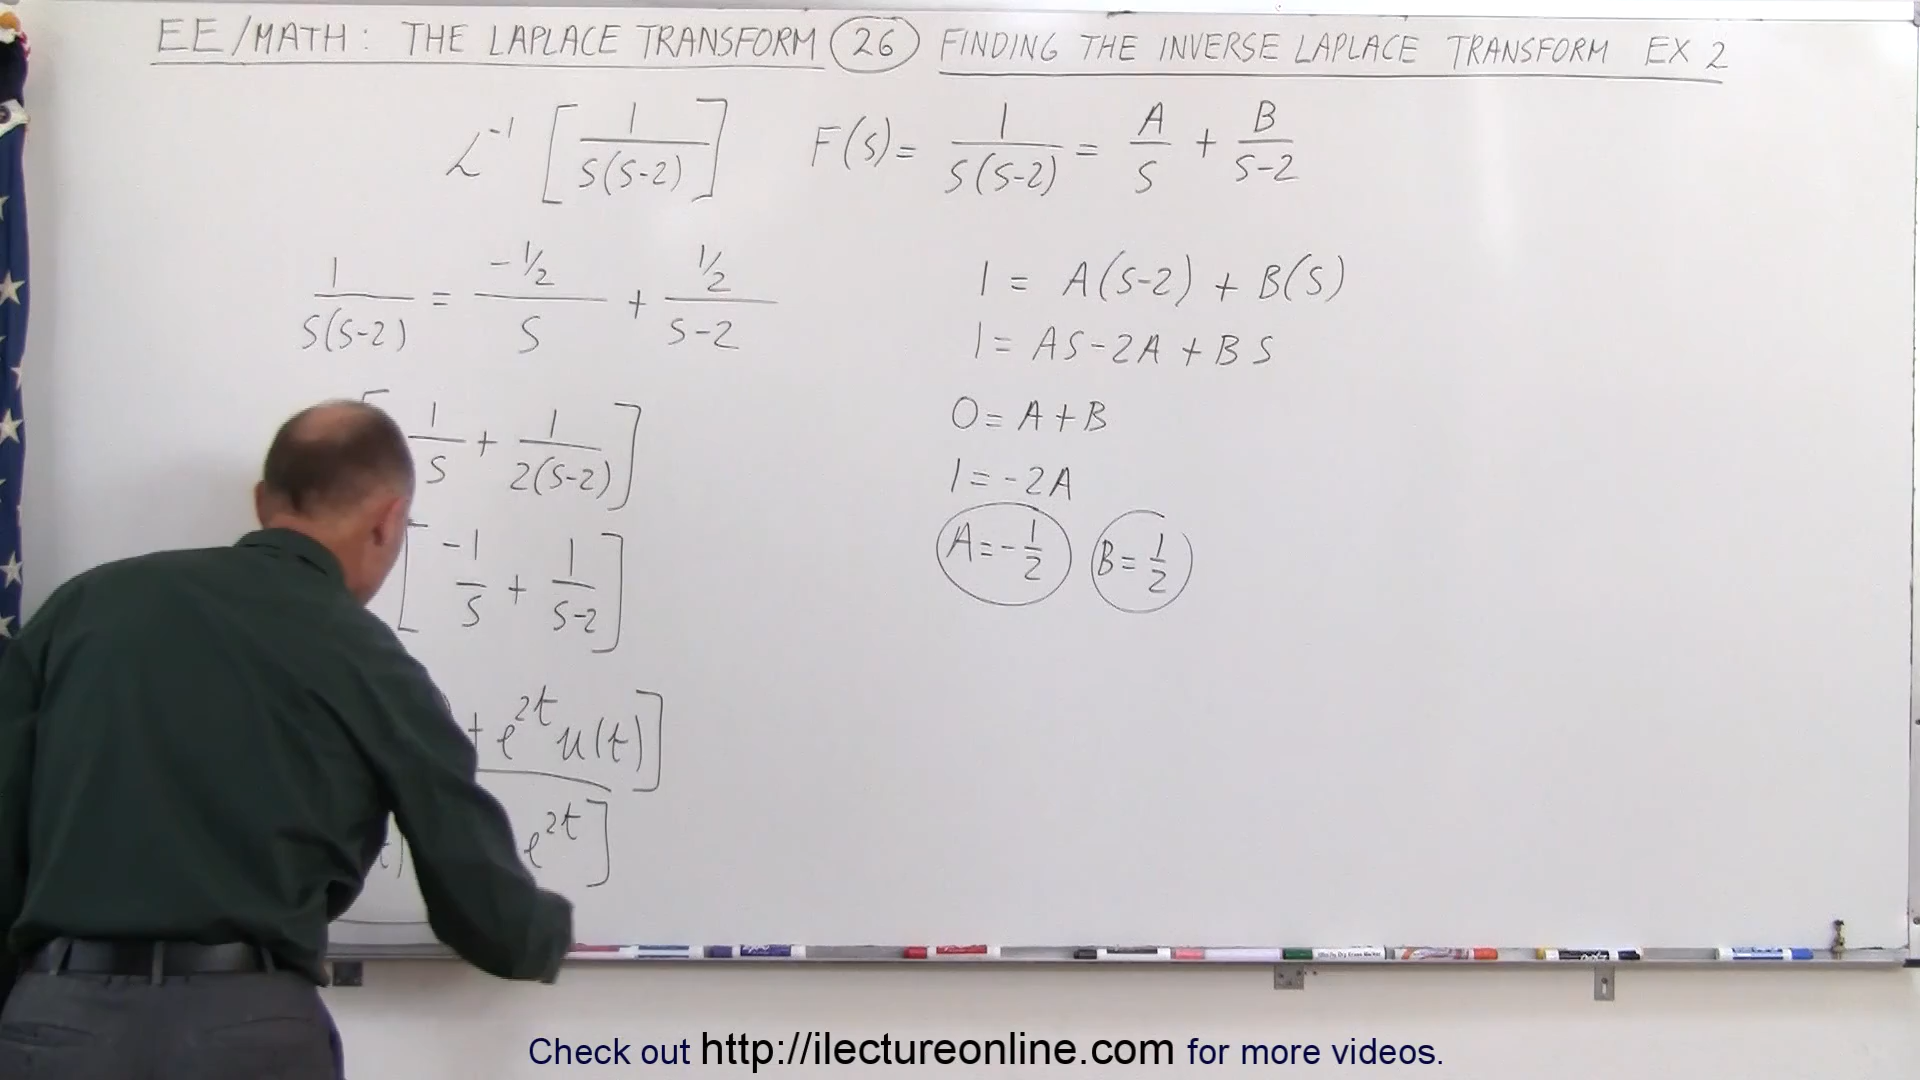 EE/MATH: THE LAPLACE TRANSFORM (26) FINDING THE INVERSE LAPLACE TRANSFORM EX 2
ℒ⁻¹ [1/(S(S-2))]  F(S) = 1/(S(S-2)) = A/S + B/(S-2)
1/(S(S-2)) = -½/S + ½/(S-2)
1/S + 1/(2(S-2))]
[-1/S + 1/(S-2)]
+ e^2t u(t)]
t) e^2t]
1 = A(S-2) + B(S)
1 = AS-2A + BS
0 = A + B
1 = -2A
A = -1/2  B = 1/2
Check out http://ilectureonline.com for more videos.